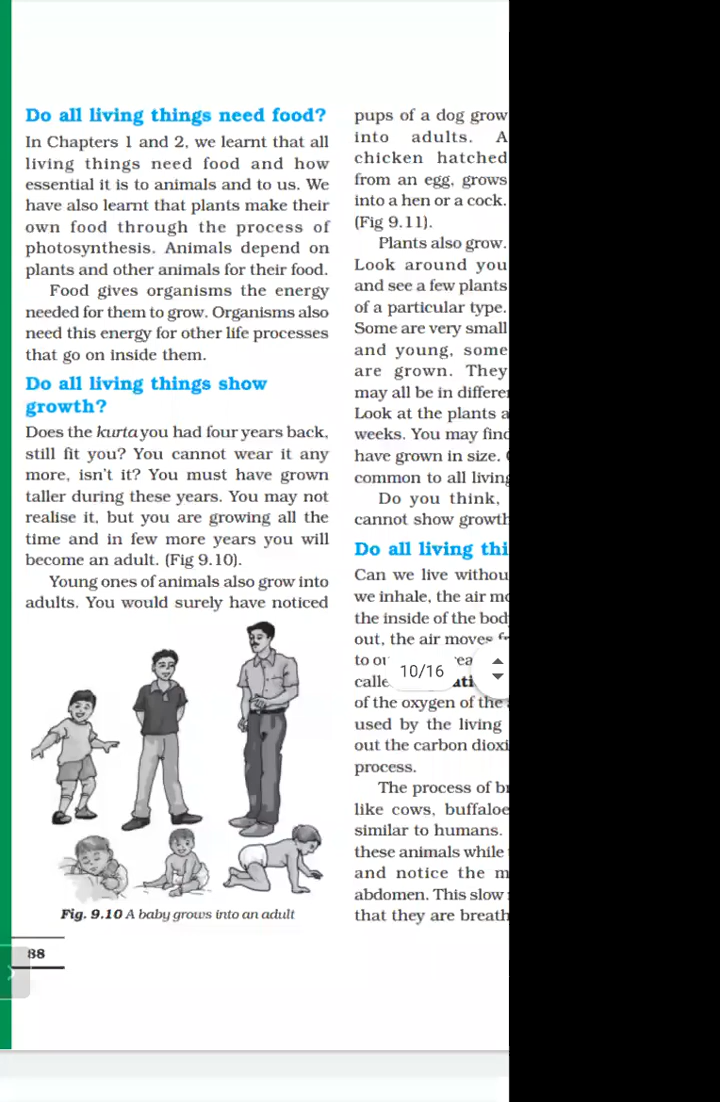 Do all living things need food?
In Chapters 1 and 2, we learnt that all
living things need food and how
essential it is to animals and to us. We
have also learnt that plants make their
own food through the process of
photosynthesis. Animals depend on
plants and other animals for their food.
Food gives organisms the energy
needed for them to grow. Organisms also
need this energy for other life processes
that go on inside them.
Do all living things show
growth?
Does the kurta you had four years back,
still fit you? You cannot wear it any
more, isn't it? You must have grown
taller during these years. You may not
realise it, but you are growing all the
time and in few more years you will
become an adult. (Fig 9.10).
Young ones of animals also grow into
adults. You would surely have noticed
Fig. 9.10 A baby grows into an adult
88
pups of a dog grow
into adults. A
chicken hatched
from an egg, grows
into a hen or a cock.
(Fig 9.11).
Plants also grow.
Look around you
and see a few plants
of a particular type.
Some are very small
and young, some
are grown. They
may all be in
Look at the plants
weeks. You may
have grown in size.
common to all
Do you think,
cannot show
Do all living
Can we live
we inhale, the air
the inside of the
out, the air moves
to
10/16
of the oxygen of the
used by the living
out the carbon
process.
The process of
like cows,
similar to humans.
these animals while
and notice the
abdomen. This slow
that they are